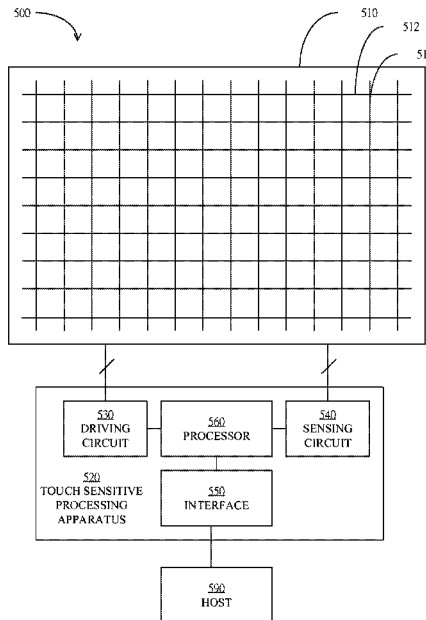 500
510
512
51
530
DRIVING
CIRCUIT
560
PROCESSOR
540
SENSING
CIRCUIT
520
TOUCH SENSITIVE
PROCESSING
APPARATUS
550
INTERFACE
590
HOST